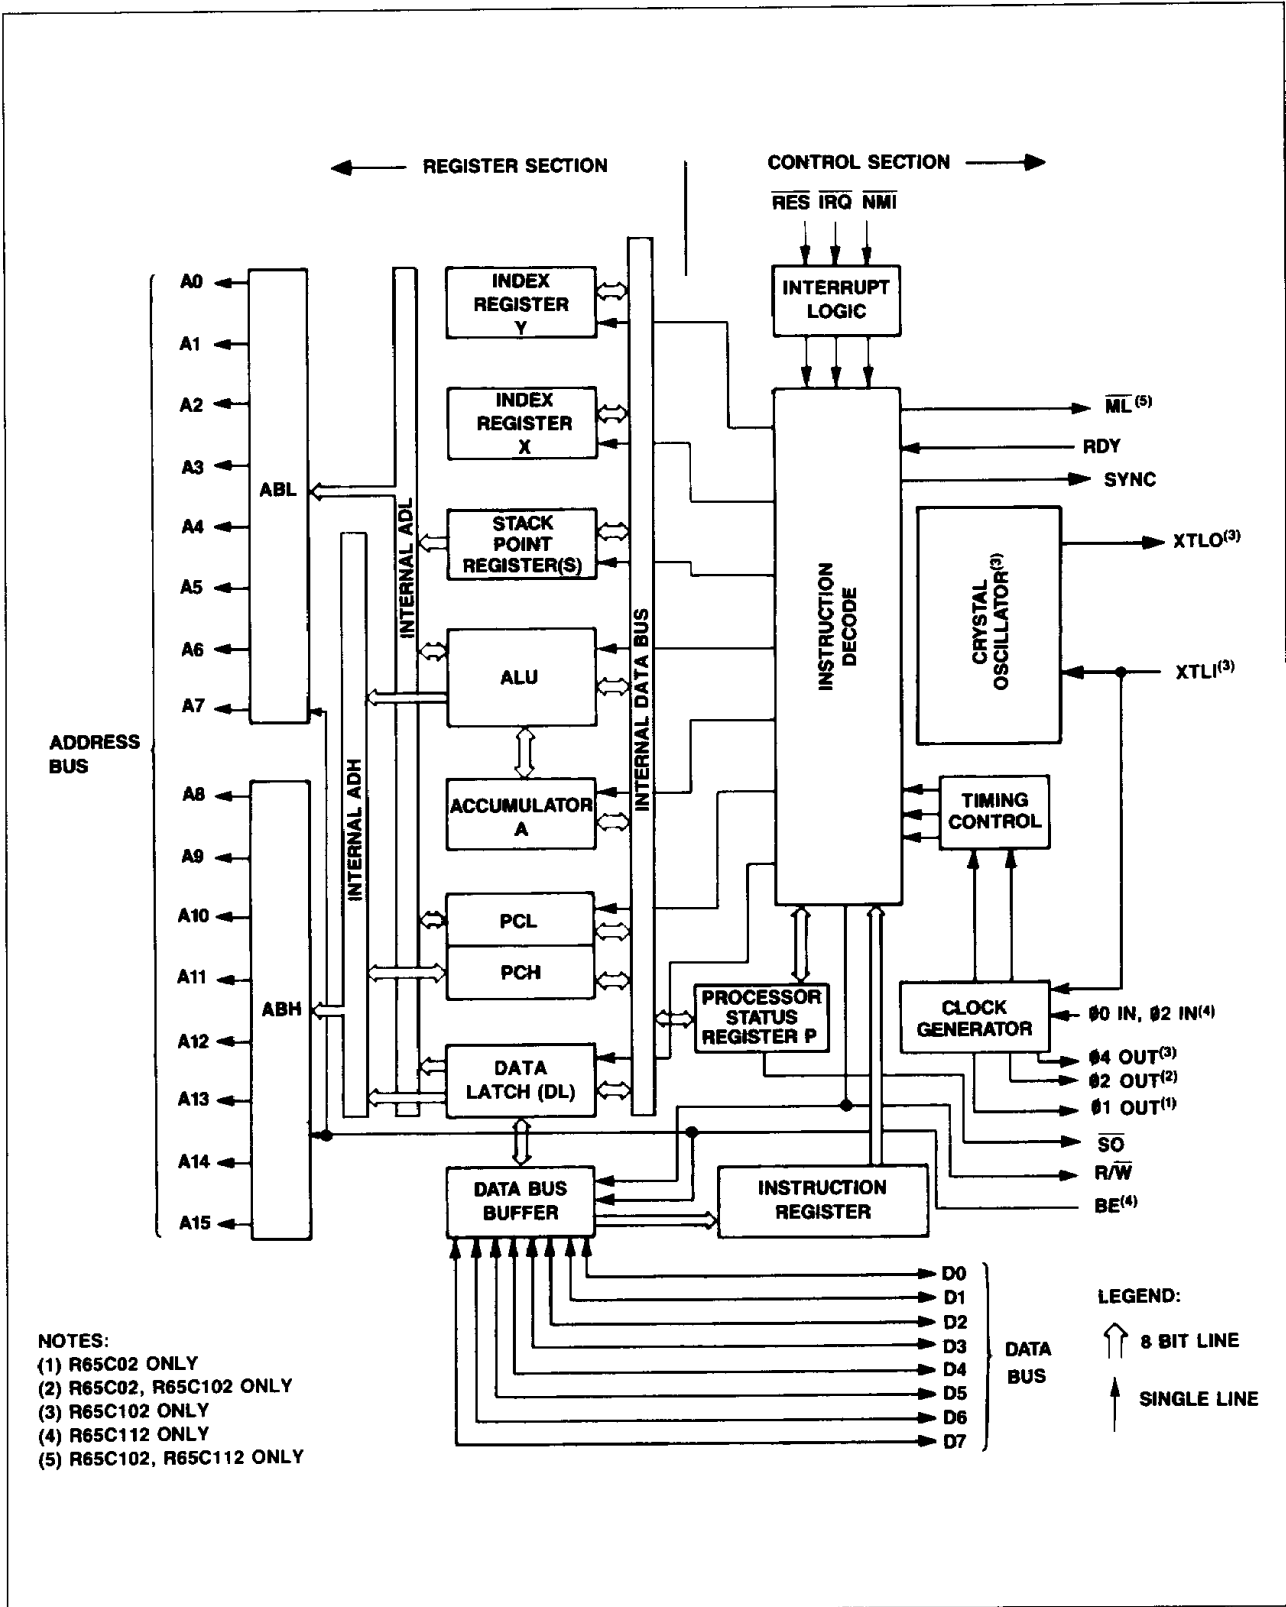 REGISTER SECTION
CONTROL SECTION
RES IRQ NMI
INTERRUPT
LOGIC
ADDRESS
BUS
A0
A1
A2
A3
A4
A5
A6
A7
A8
A9
A10
A11
A12
A13
A14
A15
ABL
ABH
INTERNAL ADH
INTERNAL ADL
INDEX
REGISTER
Y
INDEX
REGISTER
X
STACK
POINT
REGISTER(S)
ALU
ACCUMULATOR
A
PCL
PCH
DATA
LATCH (DL)
DATA BUS
BUFFER
INTERNAL DATA BUS
INSTRUCTION
DECODE
PROCESSOR
STATUS
REGISTER P
INSTRUCTION
REGISTER
CRYSTAL
OSCILLATOR(3)
TIMING
CONTROL
CLOCK
GENERATOR
ML(5)
RDY
SYNC
XTLO(3)
XTLI(3)
Ø0 IN, Ø2 IN(4)
Ø4 OUT(3)
Ø2 OUT(2)
Ø1 OUT(1)
SO
R/W
BE(4)
D0
D1
D2
D3
D4
D5
D6
D7
DATA
BUS
LEGEND:
8 BIT LINE
SINGLE LINE
NOTES:
(1) R65C02 ONLY
(2) R65C02, R65C102 ONLY
(3) R65C102 ONLY
(4) R65C112 ONLY
(5) R65C102, R65C112 ONLY